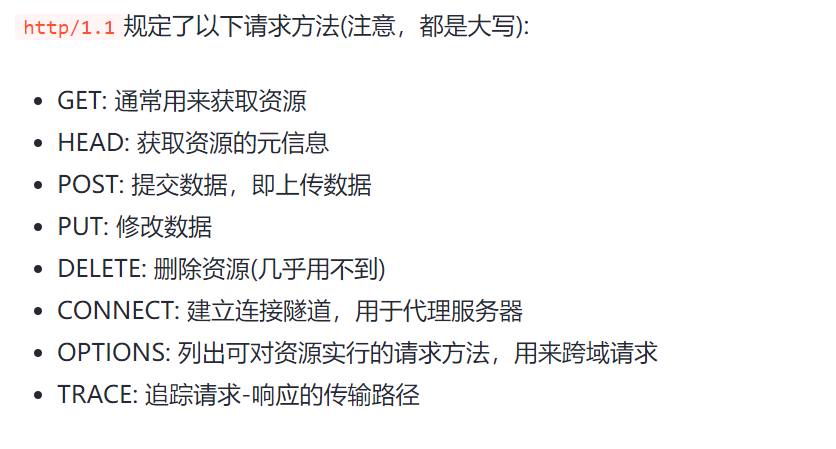 http/1.1 规定了以下请求方法(注意，都是大写):
GET: 通常用来获取资源
HEAD: 获取资源的元信息
POST: 提交数据，即上传数据
PUT: 修改数据
DELETE: 删除资源(几乎用不到)
CONNECT: 建立连接隧道，用于代理服务器
OPTIONS: 列出可对资源实行的请求方法，用来跨域请求
TRACE: 追踪请求-响应的传输路径